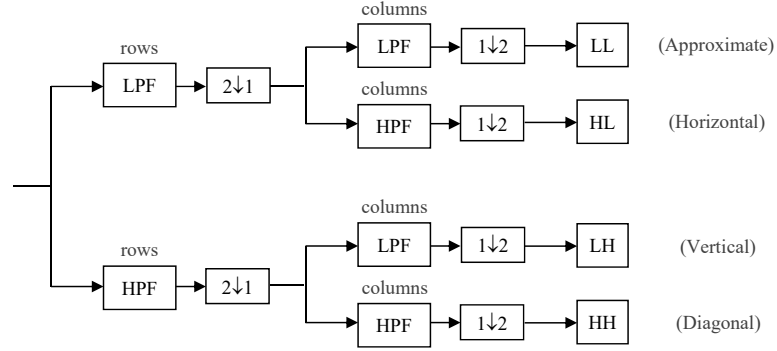 columns
rows
LPF
1↓2
LL
(Approximate)
LPF
2↓1
columns
HPF
1↓2
HL
(Horizontal)
columns
rows
LPF
1↓2
LH
(Vertical)
HPF
2↓1
columns
HPF
1↓2
HH
(Diagonal)